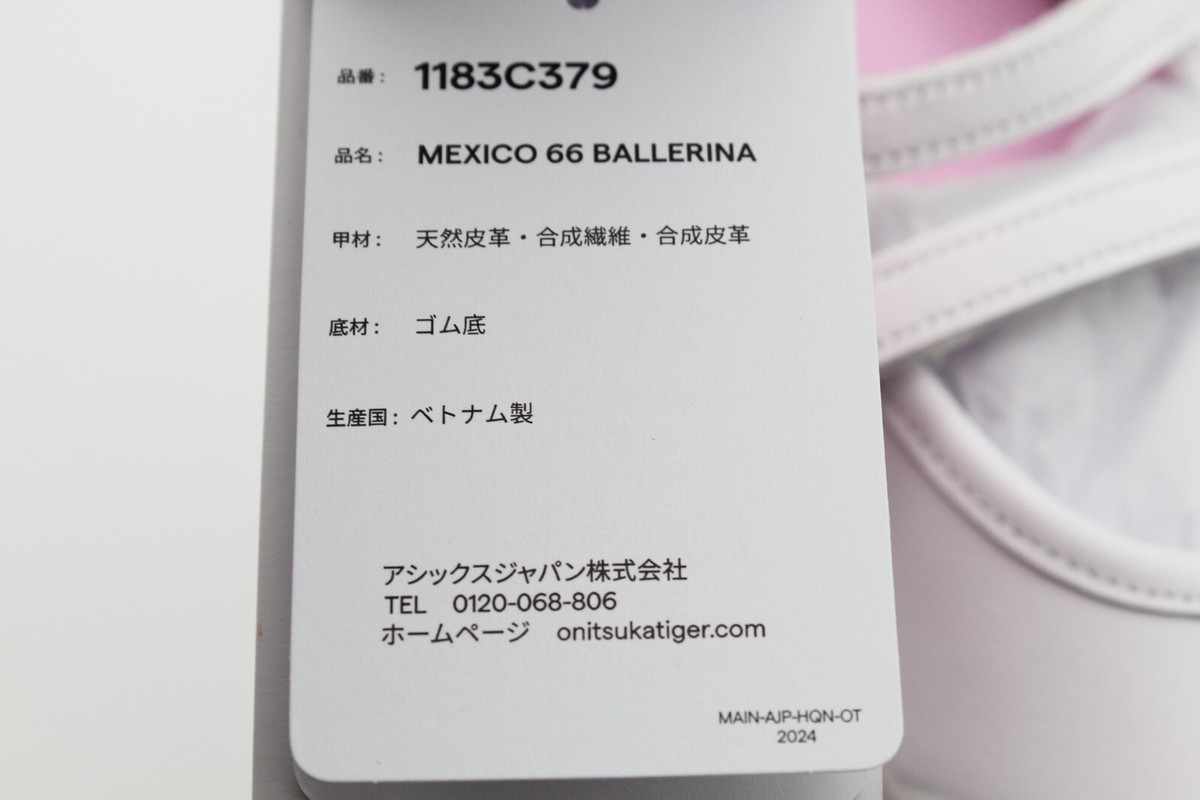 品番： 1183C379
品名： MEXICO 66 BALLERINA
甲材： 天然皮革・合成繊維・合成皮革
底材： ゴム底
生産国： ベトナム製
アシックスジャパン株式会社
TEL 0120-068-806
ホームページ onitsukatiger.com
MAIN-AJP-HQN-OT
2024